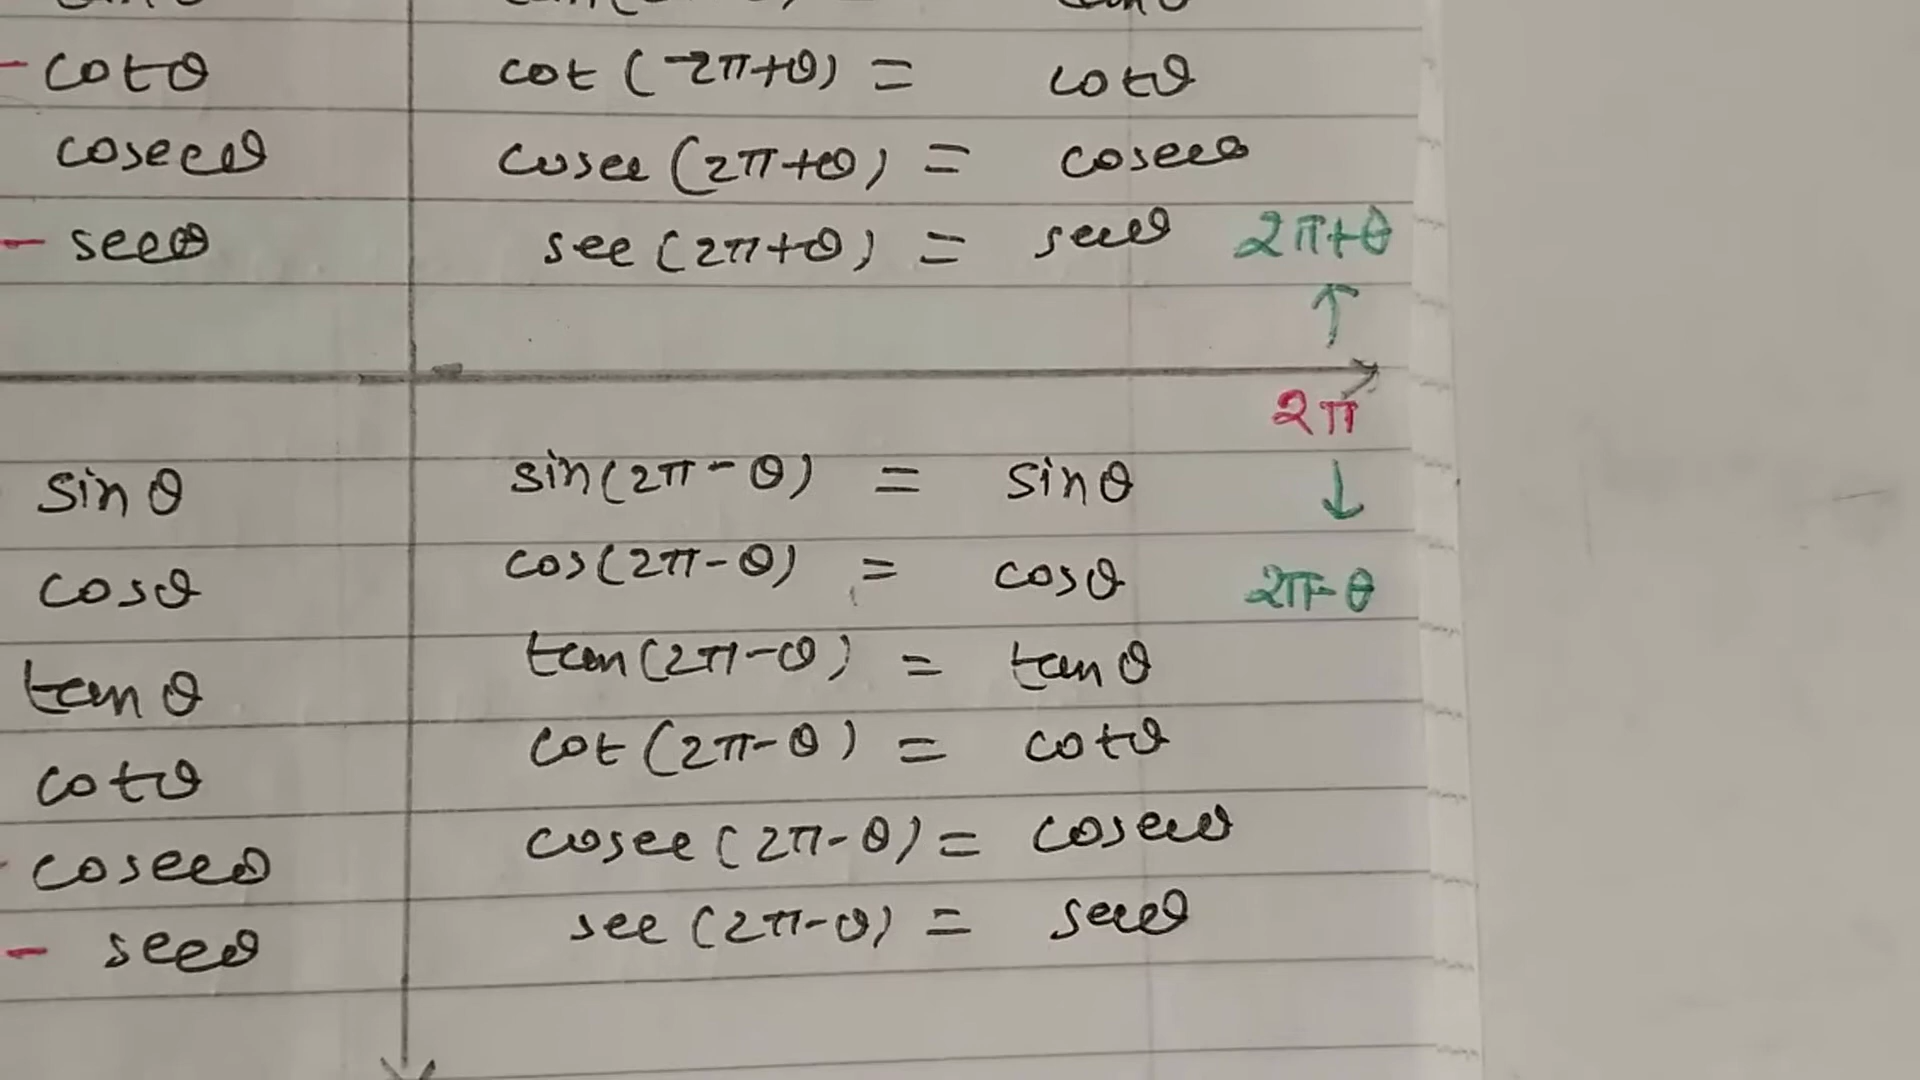 - cotθ cot (-2π+θ) = cotθ
cosecθ cosec (2π+θ) = cosecθ
- secθ sec (2π+θ) = secθ 2π+θ
↑
2π
sinθ sin(2π-θ) = sinθ ↓
cosθ cos(2π-θ) = cosθ 2π-θ
tanθ tan(2π-θ) = tanθ
cotθ cot (2π-θ) = cotθ
cosecθ cosec (2π-θ) = cosecθ
- secθ sec (2π-θ) = secθ